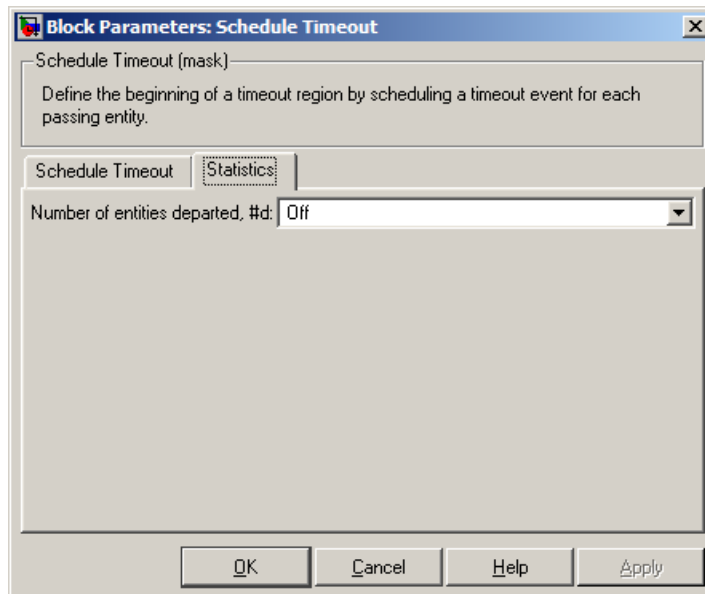 Block Parameters: Schedule Timeout
Schedule Timeout (mask)
Define the beginning of a timeout region by scheduling a timeout event for each
passing entity.
Schedule Timeout Statistics
Number of entities departed, #d: Off
OK Cancel Help Apply